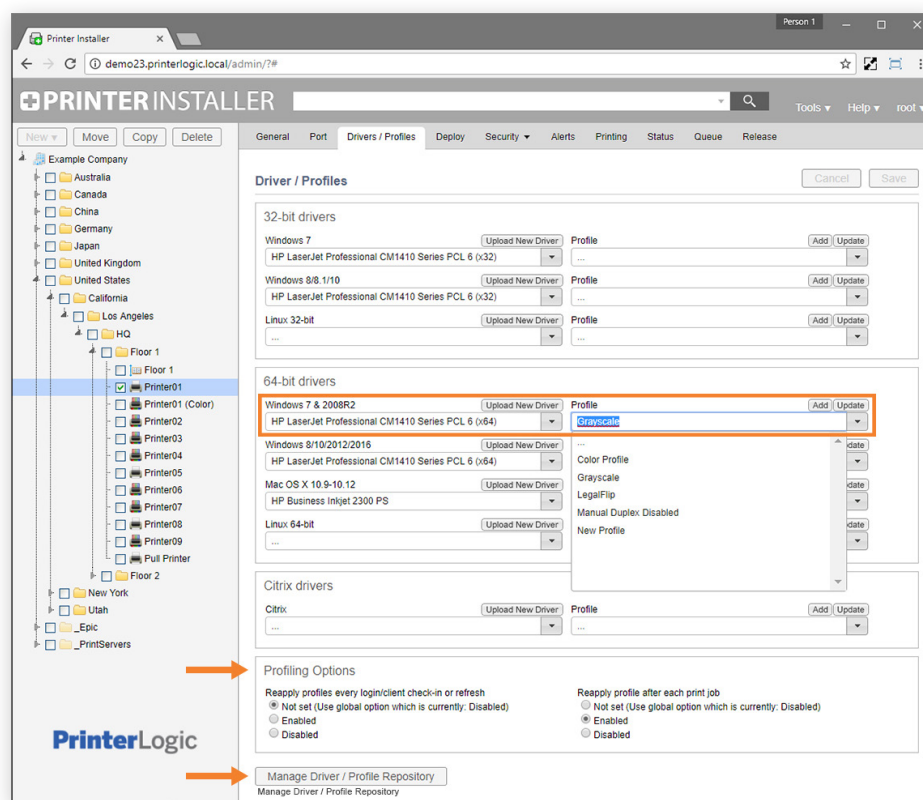 Person 1
Printer Installer
demo23.printerlogic.local/admin/?#
PRINTER INSTALLER
Tools Help root
New Move Copy Delete
General Port Drivers / Profiles Deploy Security Alerts Printing Status Queue Release
Example Company
Australia
Canada
China
Germany
Japan
United Kingdom
United States
California
Los Angeles
HQ
Floor 1
Floor 1
Printer01
Printer01 (Color)
Printer02
Printer03
Printer04
Printer05
Printer06
Printer07
Printer08
Printer09
Pull Printer
Floor 2
New York
Utah
_Epic
_PrintServers
PrinterLogic
Driver / Profiles
Cancel Save
32-bit drivers
Windows 7 Upload New Driver Profile Add Update
HP LaserJet Professional CM1410 Series PCL 6 (x32) ...
Windows 8/8.1/10 Upload New Driver Profile Add Update
HP LaserJet Professional CM1410 Series PCL 6 (x32) ...
Linux 32-bit Upload New Driver Profile Add Update
... ...
64-bit drivers
Windows 7 & 2008R2 Upload New Driver Profile Add Update
HP LaserJet Professional CM1410 Series PCL 6 (x64) Grayscale
Windows 8/10/2012/2016 Upload New Driver
HP LaserJet Professional CM1410 Series PCL 6 (x64)
Mac OS X 10.9-10.12 Upload New Driver
HP Business Inkjet 2300 PS
Linux 64-bit Upload New Driver
...
...
Color Profile
Grayscale
LegalFlip
Manual Duplex Disabled
New Profile
date
date
date
Citrix drivers
Citrix Upload New Driver Profile Add Update
... ...
Profiling Options
Reapply profiles every login/client check-in or refresh
Not set (Use global option which is currently: Disabled)
Enabled
Disabled
Reapply profile after each print job
Not set (Use global option which is currently: Disabled)
Enabled
Disabled
Manage Driver / Profile Repository
Manage Driver / Profile Repository